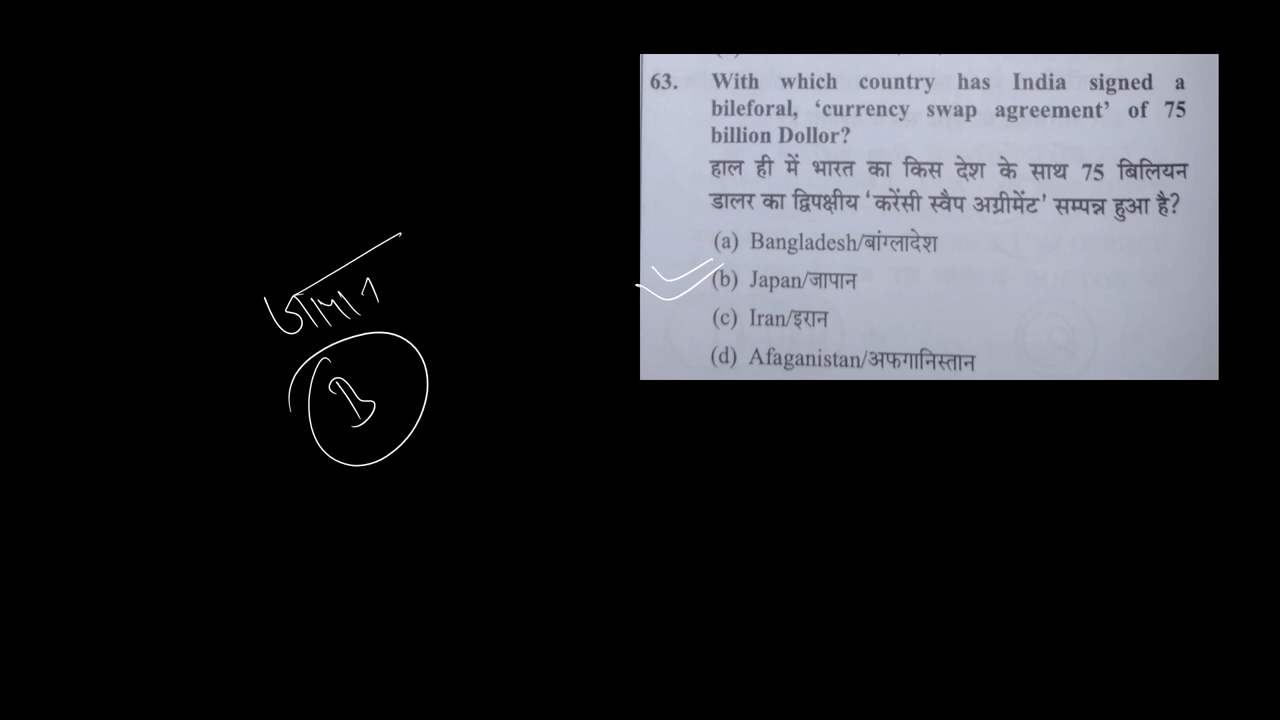 63. With which country has India signed a
bileforal, ‘currency swap agreement’ of 75
billion Dollor?
हाल ही में भारत का किस देश के साथ 75 बिलियन
डालर का द्विपक्षीय ‘करेंसी स्वैप अग्रीमेंट’ सम्पन्न हुआ है?
(a) Bangladesh/बांग्लादेश
(b) Japan/जापान
(c) Iran/इरान
(d) Afaganistan/अफगानिस्तान
जापान
B